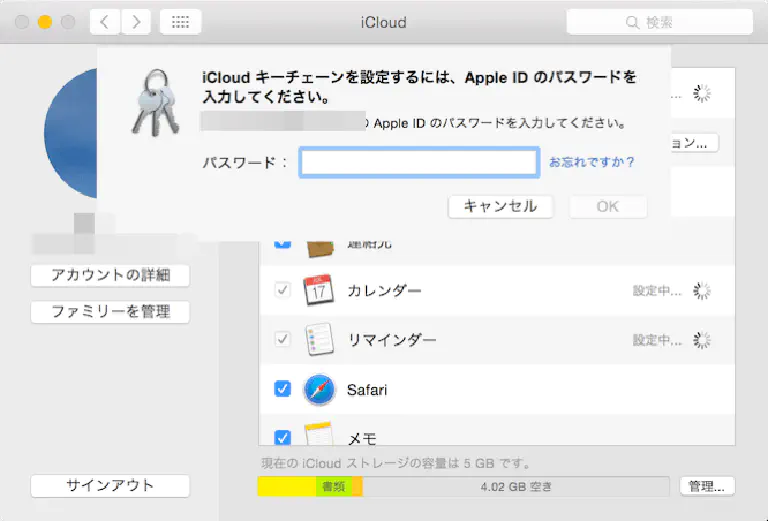 iCloud
検索
iCloud キーチェーンを設定するには、Apple ID のパスワードを
入力してください。
Apple ID のパスワードを入力してください。
パスワード：
お忘れですか？
キャンセル
OK
...
ョン...
連絡先
アカウントの詳細
ファミリーを管理
17
カレンダー
設定中...
リマインダー
設定中...
Safari
メモ
現在の iCloud ストレージの容量は 5 GB です。
サインアウト
書類
4.02 GB 空き
管理...